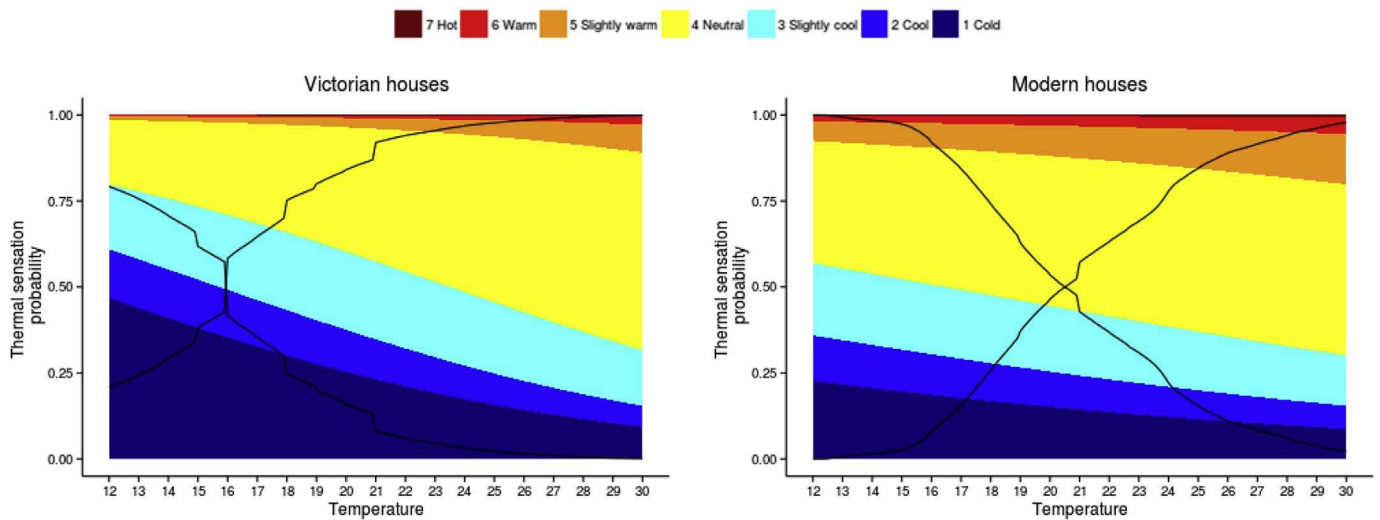 7 Hot 6 Warm 5 Slightly warm 4 Neutral 3 Slightly cool 2 Cool 1 Cold
Victorian houses
Thermal sensation
probability
1.00
0.75
0.50
0.25
0.00
12 13 14 15 16 17 18 19 20 21 22 23 24 25 26 27 28 29 30
Temperature
Modern houses
Thermal sensation
probability
1.00
0.75
0.50
0.25
0.00
12 13 14 15 16 17 18 19 20 21 22 23 24 25 26 27 28 29 30
Temperature